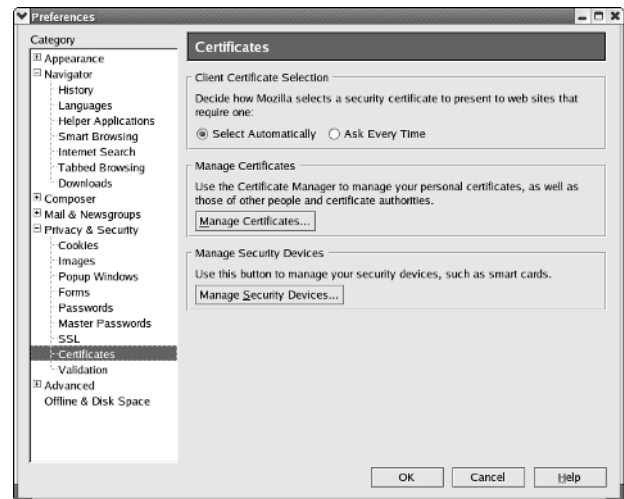 Preferences
Category
Appearance
Navigator
History
Languages
Helper Applications
Smart Browsing
Internet Search
Tabbed Browsing
Downloads
Composer
Mail & Newsgroups
Privacy & Security
Cookies
Images
Popup Windows
Forms
Passwords
Master Passwords
SSL
Certificates
Validation
Advanced
Offline & Disk Space
Certificates
Client Certificate Selection
Decide how Mozilla selects a security certificate to present to web sites that
require one:
Select Automatically
Ask Every Time
Manage Certificates
Use the Certificate Manager to manage your personal certificates, as well as
those of other people and certificate authorities.
Manage Certificates...
Manage Security Devices
Use this button to manage your security devices, such as smart cards.
Manage Security Devices...
OK
Cancel
Help